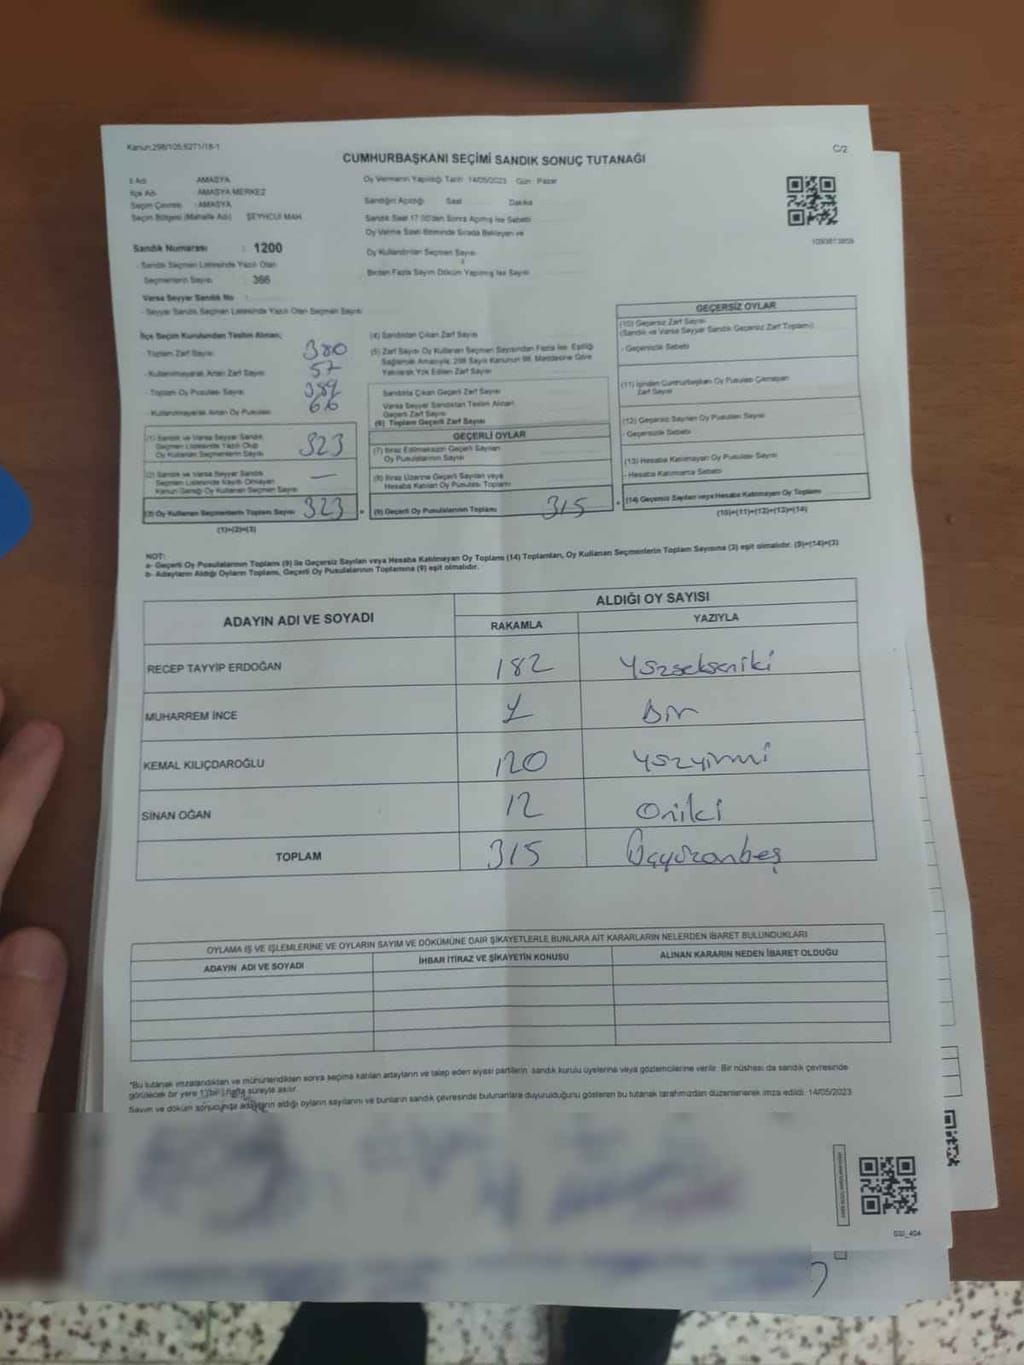 Kanun:298/105,6271/18-1
C/2
CUMHURBAŞKANI SEÇİMİ SANDIK SONUÇ TUTANAĞI
İl Adı AMASYA
İlçe Adı AMASYA MERKEZ
Seçim Çevresi : AMASYA
Seçim Bölgesi (Mahalle Adı) ŞEYHCUİ MAH
Sandık Numarası : 1200
- Sandık Seçmen Listesinde Yazılı Olan
Seçmenlerin Sayısı : 366
Varsa Seyyar Sandık No :
- Seyyar Sandık Seçmen Listesinde Yazılı Olan Seçmen Sayısı
Oy Vermenin Yapıldığı Tarih : 14/05/2023 - Gün : Pazar
Sandığın Açıldığı Saat Dakika
Sandık Saat 17.00'den Sonra Açılmış İse Sebebi
Oy Verme Saati Bitiminde Sırada Bekleyen ve
Oy Kullandırılan Seçmen Sayısı
Birden Fazla Sayım Döküm Yapılmış İse Sayısı
İlçe Seçim Kurulundan Teslim Alınan;
- Toplam Zarf Sayısı 380
- Kullanılmayarak Artan Zarf Sayısı 57
- Toplam Oy Pusulası Sayısı 389
- Kullanılmayarak Artan Oy Pusulası 66
(1) Sandık ve Varsa Seyyar Sandık
Seçmen Listesinde Yazılı Olup
Oy Kullanan Seçmenlerin Sayısı 323
(2) Sandık ve Varsa Seyyar Sandık
Seçmen Listesinde Kayıtlı Olmayan
Kanun Gereği Oy Kullanan Seçmen Sayısı —
(3) Oy Kullanan Seçmenlerin Toplam Sayısı 323
(1)+(2)=(3)
(4) Sandıktan Çıkan Zarf Sayısı
(5) Zarf Sayısı Oy Kullanan Seçmen Sayısından Fazla İse, Eşitliği
Sağlamak Amacıyla, 298 Sayılı Kanunun 98. Maddesine Göre
Yakılarak Yok Edilen Zarf Sayısı
Sandıkta Çıkan Geçerli Zarf Sayısı
Varsa Seyyar Sandıktan Teslim Alınan
Geçerli Zarf Sayısı
(6) Toplam Geçerli Zarf Sayısı
GEÇERLİ OYLAR
(7) İtiraz Edilmeksizin Geçerli Sayılan
Oy Pusulalarının Sayısı
(8) İtiraz Üzerine Geçerli Sayılan veya
Hesaba Katılan Oy Pusulası Toplamı
(9) Geçerli Oy Pusulalarının Toplamı 315
GEÇERSİZ OYLAR
(10) Geçersiz Zarf Sayısı
(Sandık ve Varsa Seyyar Sandık Geçersiz Zarf Toplamı)
- Geçersizlik Sebebi
(11) İçinden Cumhurbaşkanı Oy Pusulası Çıkmayan
Zarf Sayısı
(12) Geçersiz Sayılan Oy Pusulası Sayısı
- Geçersizlik Sebebi
(13) Hesaba Katılmayan Oy Pusulası Sayısı
- Hesaba Katılmama Sebebi
(14) Geçersiz Sayılan veya Hesaba Katılmayan Oy Toplamı
(10)+(11)+(12)+(13)=(14)
NOT:
a- Geçerli Oy Pusulalarının Toplamı (9) ile Geçersiz Sayılan veya Hesaba Katılmayan Oy Toplamı (14) Toplamları, Oy Kullanan Seçmenlerin Toplam Sayısına (3) eşit olmalıdır. (9)+(14)=(3)
b- Adayların Aldığı Oyların Toplamı, Geçerli Oy Pusulalarının Toplamına (9) eşit olmalıdır.
ADAYIN ADI VE SOYADI
ALDIĞI OY SAYISI
RAKAMLA YAZIYLA
RECEP TAYYİP ERDOĞAN 182 Yüzsekseniki
MUHARREM İNCE 1 Bir
KEMAL KILIÇDAROĞLU 120 yüzyirmi
SİNAN OĞAN 12 Oniki
TOPLAM 315 Üçyüzonbeş
OYLAMA İŞ VE İŞLEMLERİNE VE OYLARIN SAYIM VE DÖKÜMÜNE DAİR ŞİKAYETLERLE BUNLARA AİT KARARLARIN NELERDEN İBARET BULUNDUKLARI
ADAYIN ADI VE SOYADI İHBAR İTİRAZ VE ŞİKAYETİN KONUSU ALINAN KARARIN NEDEN İBARET OLDUĞU
*Bu tutanak imzalandıktan ve mühürlendikten sonra seçime katılan adayların ve talep eden siyasi partilerin sandık kurulu üyelerine veya gözlemcilerine verilir. Bir nüshası da sandık çevresinde
görülecek bir yere 1 (bir) hafta süreyle asılır.
Sayım ve döküm sonucunda adayların aldığı oyların sayılarını ve bunların sandık çevresinde bulunanlara duyurulduğunu gösteren bu tutanak tarafımızdan düzenlenerek imza edildi. 14/05/2023